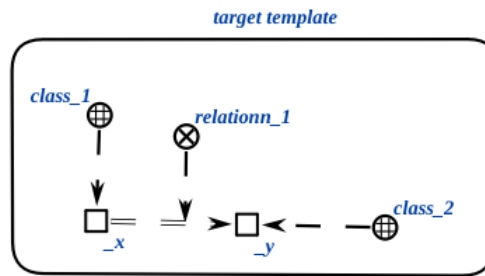 target template
class_1
relationn_1
class_2
_x
_y